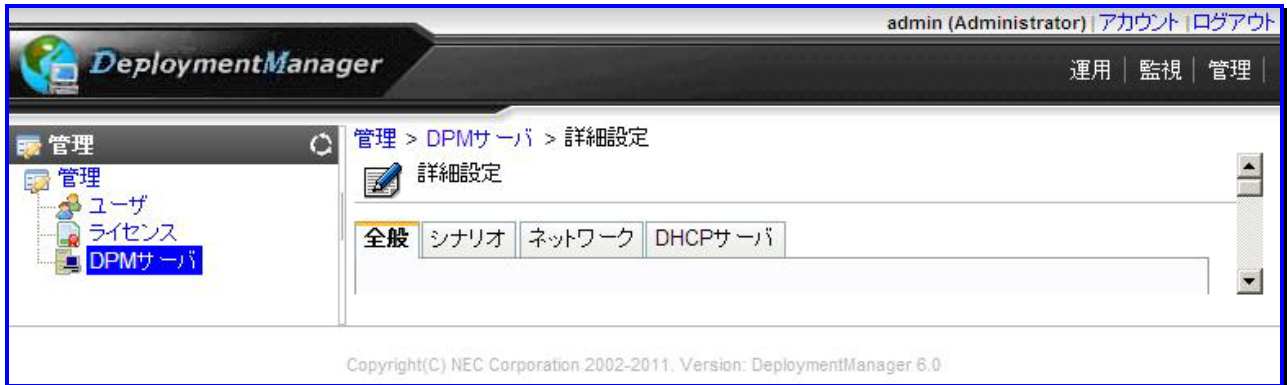 admin (Administrator) | アカウント | ログアウト
DeploymentManager
運用 | 監視 | 管理 |
管理
管理
ユーザ
ライセンス
DPMサーバ
管理 > DPMサーバ > 詳細設定
詳細設定
全般 シナリオ ネットワーク DHCPサーバ
Copyright(C) NEC Corporation 2002-2011. Version: DeploymentManager 6.0